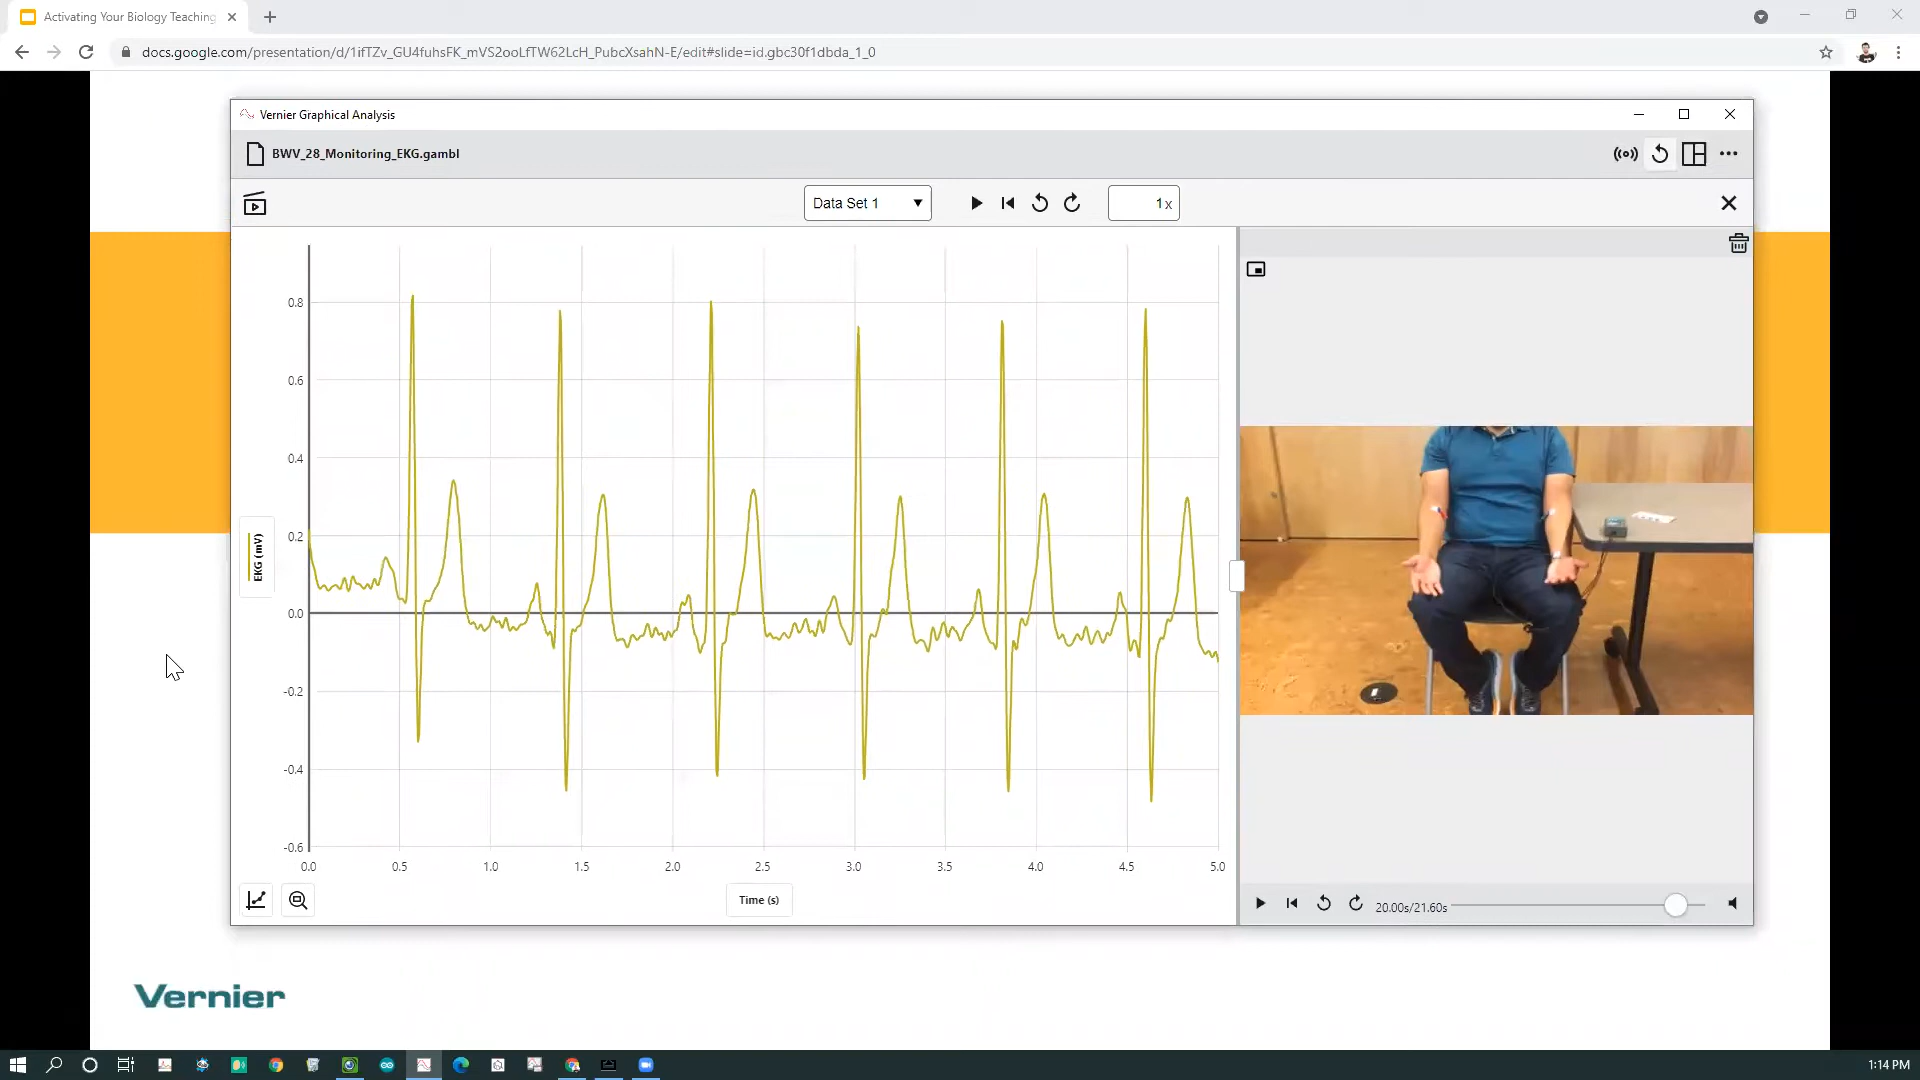 Activating Your Biology Teaching
docs.google.com/presentation/d/1ifTZv_GU4fuhsFK_mVS2ooLfTW62LcH_PubcXsahN-E/edit#slide=id.gbc30f1dbda_1_0
Vernier Graphical Analysis
BWV_28_Monitoring_EKG.gambl
Data Set 1
1x
0.8
0.6
0.4
0.2
0.0
-0.2
-0.4
-0.6
EKG (mV)
0.0 0.5 1.0 1.5 2.0 2.5 3.0 3.5 4.0 4.5 5.0
Time (s)
20.00s/21.60s
Vernier
1:14 PM